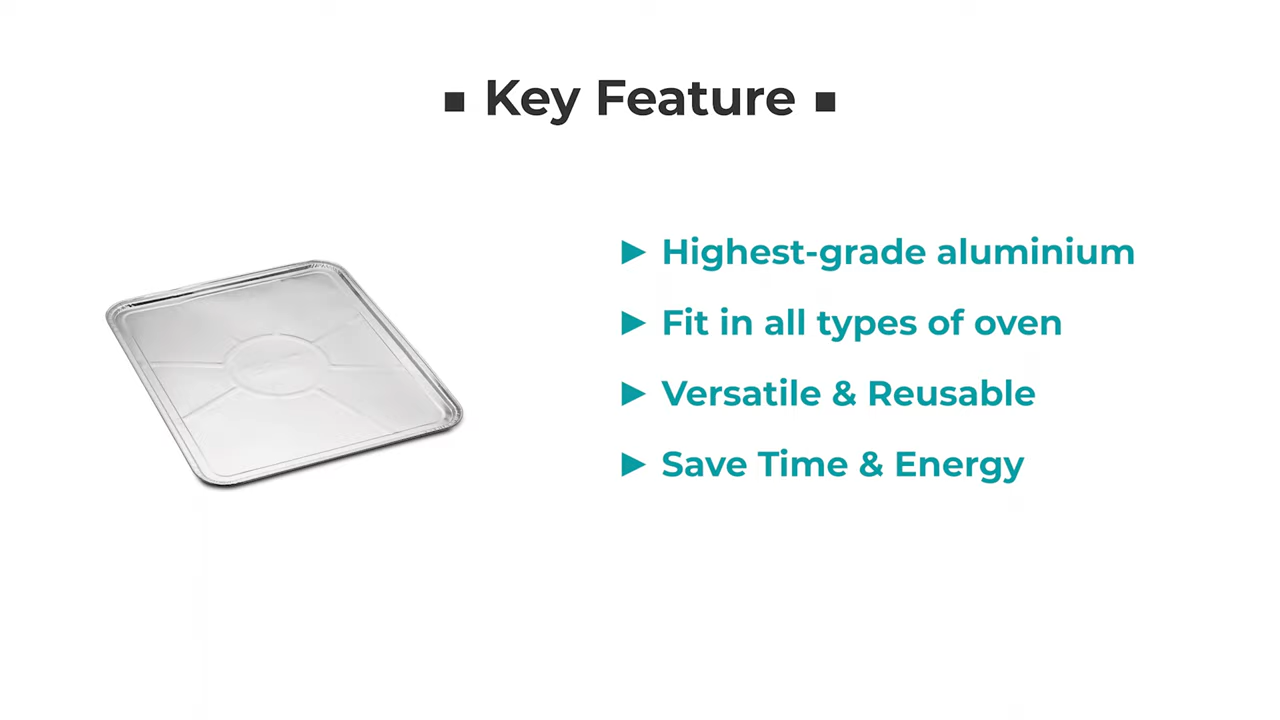 ▪ Key Feature ▪
► Highest-grade aluminium
► Fit in all types of oven
► Versatile & Reusable
► Save Time & Energy